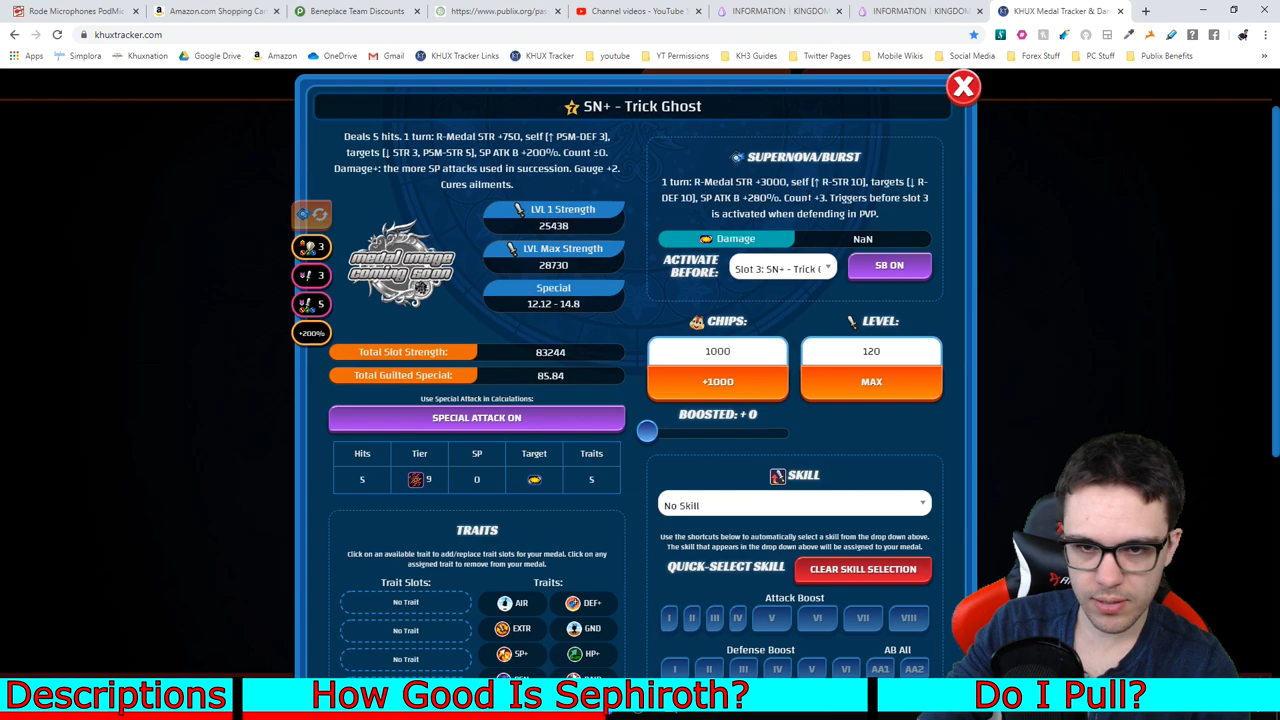 Rode Microphones PodMic
Amazon.com Shopping Car
Beneplace Team Discounts
https://www.publix.org/pas
Channel videos - YouTube
INFORMATION | KINGDOM
INFORMATION | KINGDOM
KHUX Medal Tracker & Da
khuxtracker.com
Apps
Simplora
Khuxnation
Google Drive
Amazon
OneDrive
Gmail
KHUX Tracker Links
KHUX Tracker
youtube
YT Permissions
KH3 Guides
Twitter Pages
Mobile Wikis
Social Media
Forex Stuff
PC Stuff
Publix Benefits
7 SN+ - Trick Ghost
Deals 5 hits. 1 turn: R-Medal STR +750, self [↑ PSM-DEF 3],
targets [↓ STR 3, PSM-STR 5], SP ATK B +200%. Count ±0.
Damage+: the more SP attacks used in succession. Gauge +2.
Cures ailments.
3
3
5
+200%
medal image
coming soon
LVL 1 Strength
25438
LVL Max Strength
28730
Special
12.12 - 14.8
Total Slot Strength:
83244
Total Guilted Special:
85.84
Use Special Attack in Calculations:
SPECIAL ATTACK ON
Hits
Tier
SP
Target
Traits
5
9
0
5
TRAITS
Click on an available trait to add/replace trait slots for your medal. Click on any
assigned trait to remove from your medal.
Trait Slots:
Traits:
No Trait
AIR
DEF+
No Trait
EXTR
GND
No Trait
SP+
HP+
SUPERNOVA/BURST
1 turn: R-Medal STR +3000, self [↑ R-STR 10], targets [↓ R-
DEF 10], SP ATK B +280%. Count +3. Triggers before slot 3
is activated when defending in PVP.
Damage
NaN
ACTIVATE
BEFORE:
Slot 3: SN+ - Trick (
SB ON
CHIPS:
LEVEL:
1000
120
+1000
MAX
BOOSTED: + 0
SKILL
No Skill
Use the shortcuts below to automatically select a skill from the drop down above.
The skill that appears in the drop down above will be assigned to your medal.
QUICK-SELECT SKILL
CLEAR SKILL SELECTION
Attack Boost
I
II
III
IV
V
VI
VII
VIII
Defense Boost
AB All
I
II
III
IV
V
VI
AA1
AA2
Descriptions
How Good Is Sephiroth?
Do I Pull?